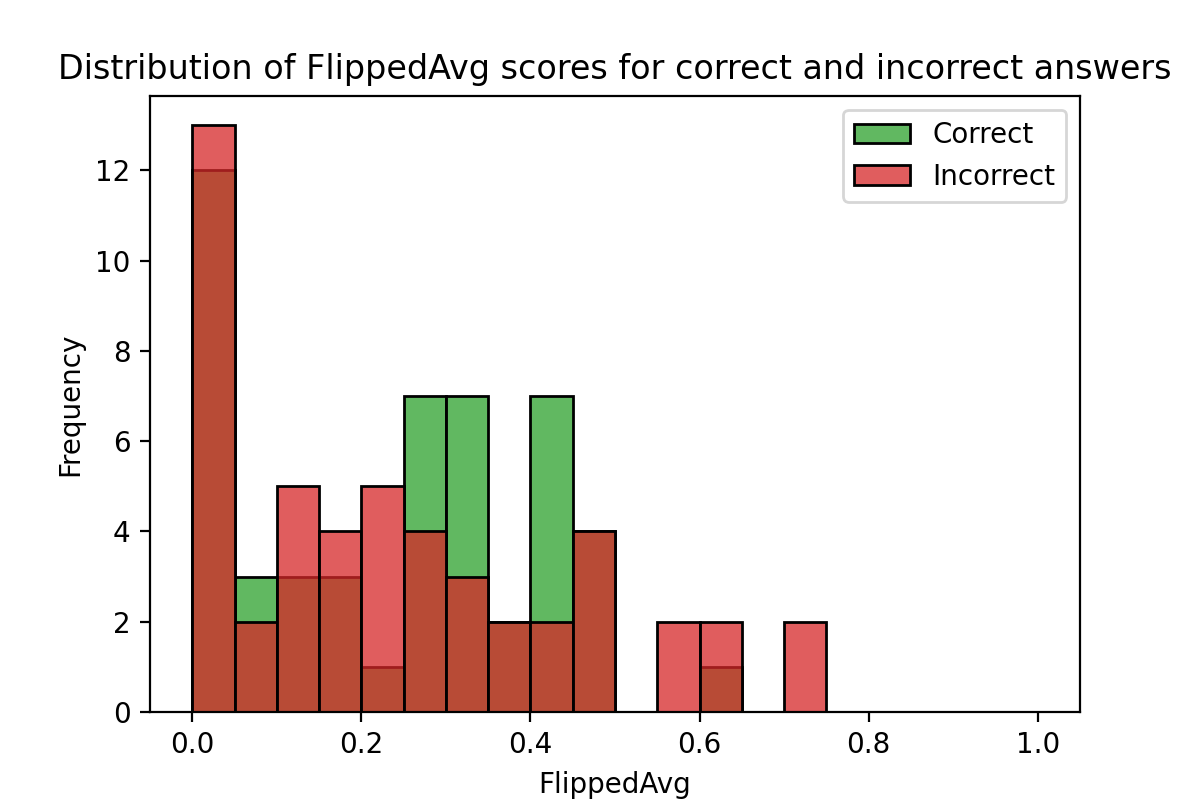 Distribution of FlippedAvg scores for correct and incorrect answers
Correct
Incorrect
12
10
8
6
4
2
0
Frequency
0.0 0.2 0.4 0.6 0.8 1.0
FlippedAvg